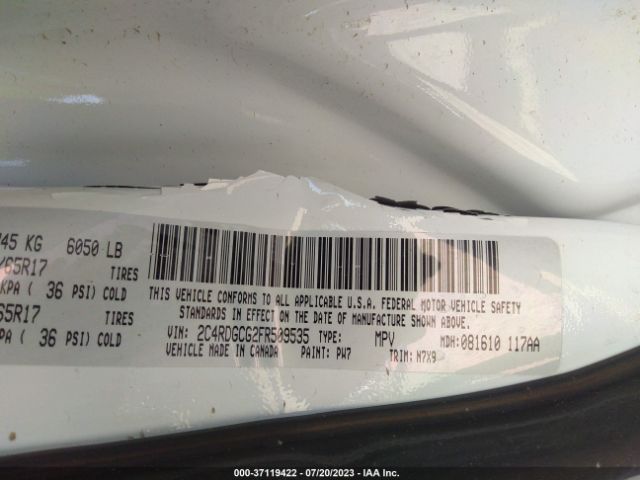 745 KG 6050 LB
/65R17 TIRES
KPA ( 36 PSI) COLD
65R17 TIRES
KPA ( 36 PSI) COLD
THIS VEHICLE CONFORMS TO ALL APPLICABLE U.S.A. FEDERAL MOTOR VEHICLE SAFETY
STANDARDS IN EFFECT ON THE DATE OF MANUFACTURE SHOWN ABOVE.
VIN: 2C4RDGCG2FR509535 TYPE: MPV MDH: 081610 117AA
VEHICLE MADE IN CANADA PAINT: PW7 TRIM: N7X9
000-37119422 / 07/20/2023 - IAA Inc.